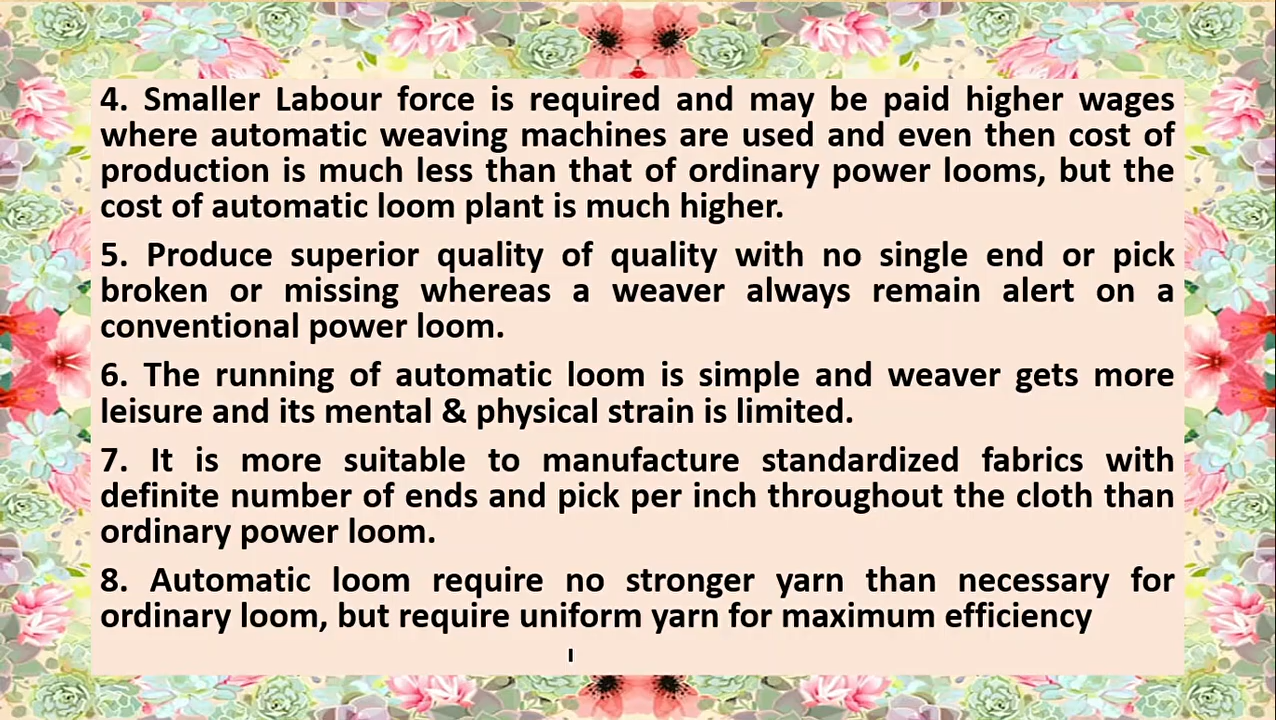 4. Smaller Labour force is required and may be paid higher wages
where automatic weaving machines are used and even then cost of
production is much less than that of ordinary power looms, but the
cost of automatic loom plant is much higher.
5. Produce superior quality of quality with no single end or pick
broken or missing whereas a weaver always remain alert on a
conventional power loom.
6. The running of automatic loom is simple and weaver gets more
leisure and its mental & physical strain is limited.
7. It is more suitable to manufacture standardized fabrics with
definite number of ends and pick per inch throughout the cloth than
ordinary power loom.
8. Automatic loom require no stronger yarn than necessary for
ordinary loom, but require uniform yarn for maximum efficiency